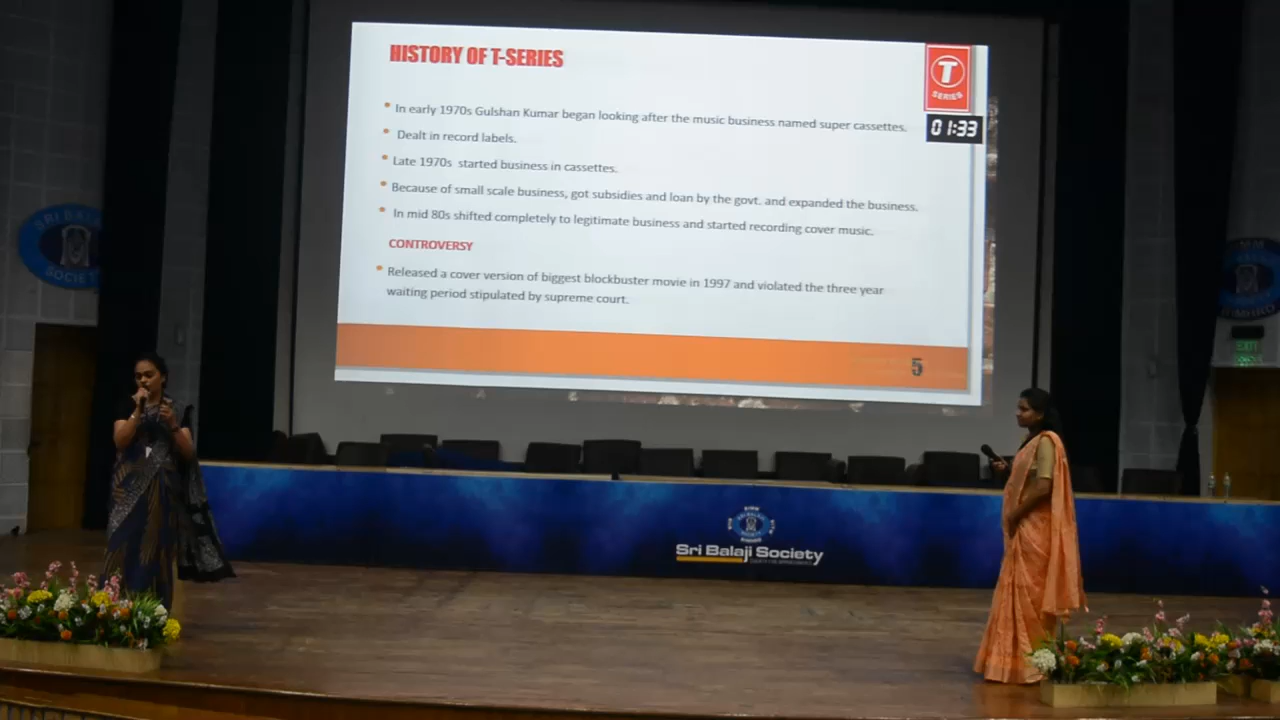 HISTORY OF T-SERIES
T
SERIES
01:33
In early 1970s Gulshan Kumar began looking after the music business named super cassettes.
Dealt in record labels.
Late 1970s started business in cassettes.
Because of small scale business, got subsidies and loan by the govt. and expanded the business.
In mid 80s shifted completely to legitimate business and started recording cover music.
CONTROVERSY
Released a cover version of biggest blockbuster movie in 1997 and violated the three year
waiting period stipulated by supreme court.
5
SRI BALAJI
SOCIETY
EXIT
Sri Balaji Society